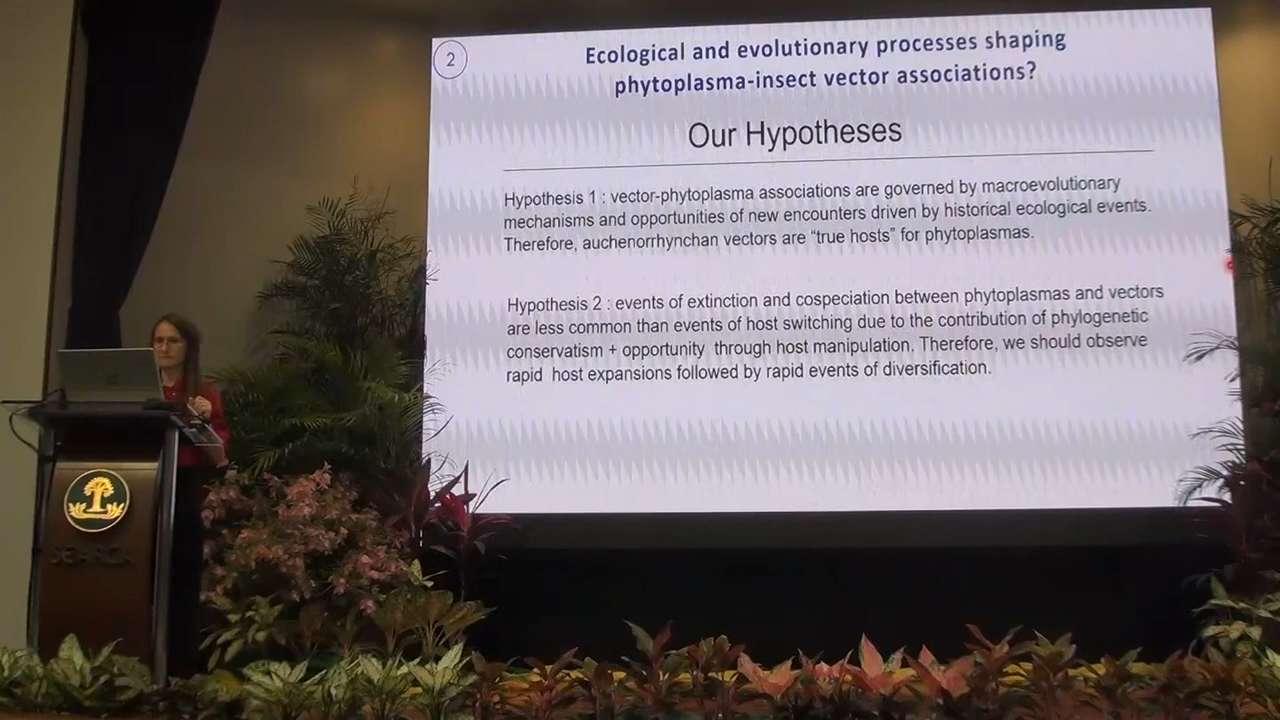 2
Ecological and evolutionary processes shaping
phytoplasma-insect vector associations?
Our Hypotheses
Hypothesis 1 : vector-phytoplasma associations are governed by macroevolutionary
mechanisms and opportunities of new encounters driven by historical ecological events.
Therefore, auchenorrhynchan vectors are “true hosts” for phytoplasmas.
Hypothesis 2 : events of extinction and cospeciation between phytoplasmas and vectors
are less common than events of host switching due to the contribution of phylogenetic
conservatism + opportunity through host manipulation. Therefore, we should observe
rapid host expansions followed by rapid events of diversification.
SEARCA